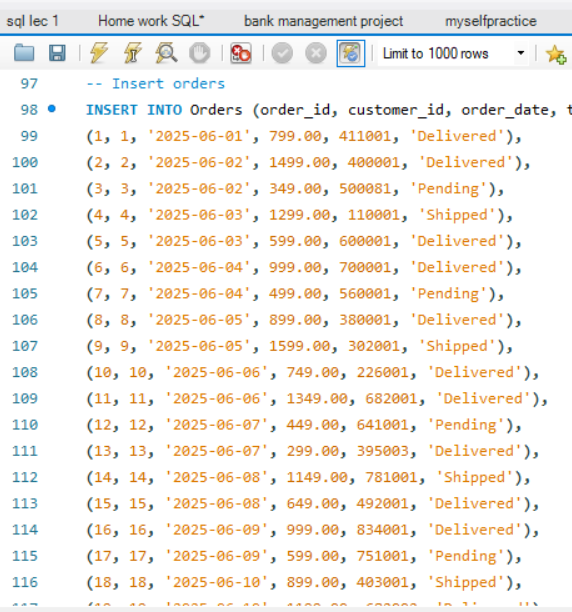 sql lec 1 Home work SQL* bank management project myselfpractice
Limit to 1000 rows
97 -- Insert orders
98 INSERT INTO Orders (order_id, customer_id, order_date, t
99 (1, 1, '2025-06-01', 799.00, 411001, 'Delivered'),
100 (2, 2, '2025-06-02', 1499.00, 400001, 'Delivered'),
101 (3, 3, '2025-06-02', 349.00, 500081, 'Pending'),
102 (4, 4, '2025-06-03', 1299.00, 110001, 'Shipped'),
103 (5, 5, '2025-06-03', 599.00, 600001, 'Delivered'),
104 (6, 6, '2025-06-04', 999.00, 700001, 'Delivered'),
105 (7, 7, '2025-06-04', 499.00, 560001, 'Pending'),
106 (8, 8, '2025-06-05', 899.00, 380001, 'Delivered'),
107 (9, 9, '2025-06-05', 1599.00, 302001, 'Shipped'),
108 (10, 10, '2025-06-06', 749.00, 226001, 'Delivered'),
109 (11, 11, '2025-06-06', 1349.00, 682001, 'Delivered'),
110 (12, 12, '2025-06-07', 449.00, 641001, 'Pending'),
111 (13, 13, '2025-06-07', 299.00, 395003, 'Delivered'),
112 (14, 14, '2025-06-08', 1149.00, 781001, 'Shipped'),
113 (15, 15, '2025-06-08', 649.00, 492001, 'Delivered'),
114 (16, 16, '2025-06-09', 999.00, 834001, 'Delivered'),
115 (17, 17, '2025-06-09', 599.00, 751001, 'Pending'),
116 (18, 18, '2025-06-10', 899.00, 403001, 'Shipped'),